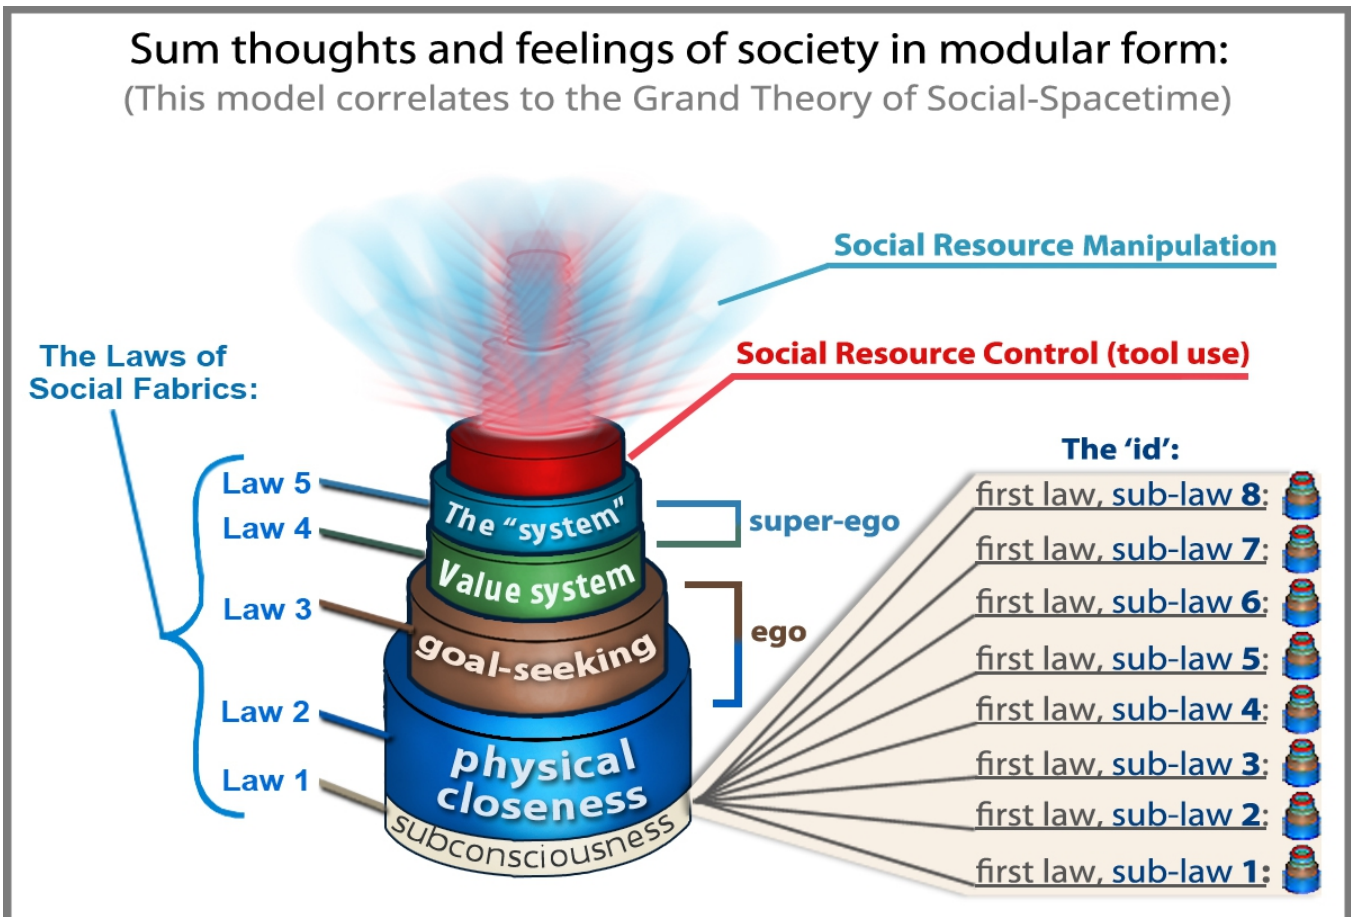 Sum thoughts and feelings of society in modular form:
(This model correlates to the Grand Theory of Social-Spacetime)
Social Resource Manipulation
Social Resource Control (tool use)
The Laws of
Social Fabrics:
Law 5
Law 4
Law 3
Law 2
Law 1
The “system”
Value system
goal-seeking
physical
closeness
subconsciousness
super-ego
ego
The ‘id’:
first law, sub-law 8:
first law, sub-law 7:
first law, sub-law 6:
first law, sub-law 5:
first law, sub-law 4:
first law, sub-law 3:
first law, sub-law 2:
first law, sub-law 1: